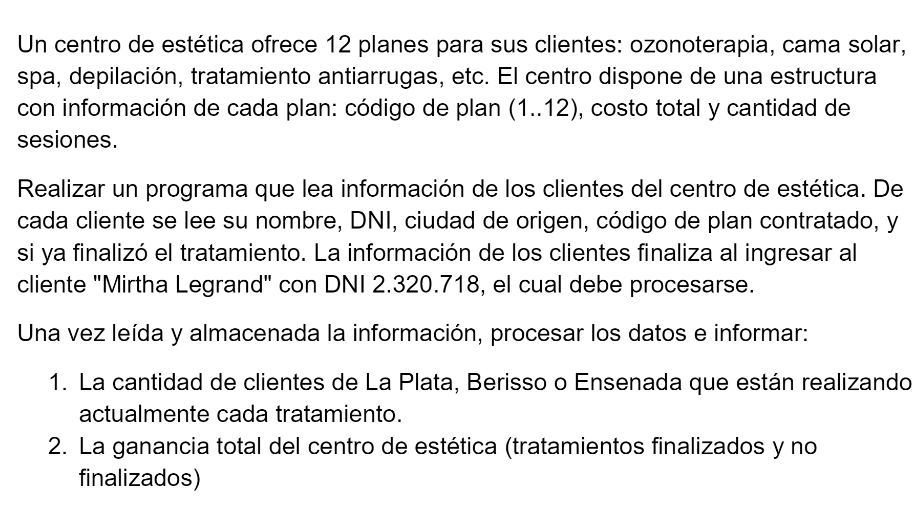 Un centro de estética ofrece 12 planes para sus clientes: ozonoterapia, cama solar,
spa, depilación, tratamiento antiarrugas, etc. El centro dispone de una estructura
con información de cada plan: código de plan (1..12), costo total y cantidad de
sesiones.
Realizar un programa que lea información de los clientes del centro de estética. De
cada cliente se lee su nombre, DNI, ciudad de origen, código de plan contratado, y
si ya finalizó el tratamiento. La información de los clientes finaliza al ingresar al
cliente "Mirtha Legrand" con DNI 2.320.718, el cual debe procesarse.
Una vez leída y almacenada la información, procesar los datos e informar:
1. La cantidad de clientes de La Plata, Berisso o Ensenada que están realizando
actualmente cada tratamiento.
2. La ganancia total del centro de estética (tratamientos finalizados y no
finalizados)